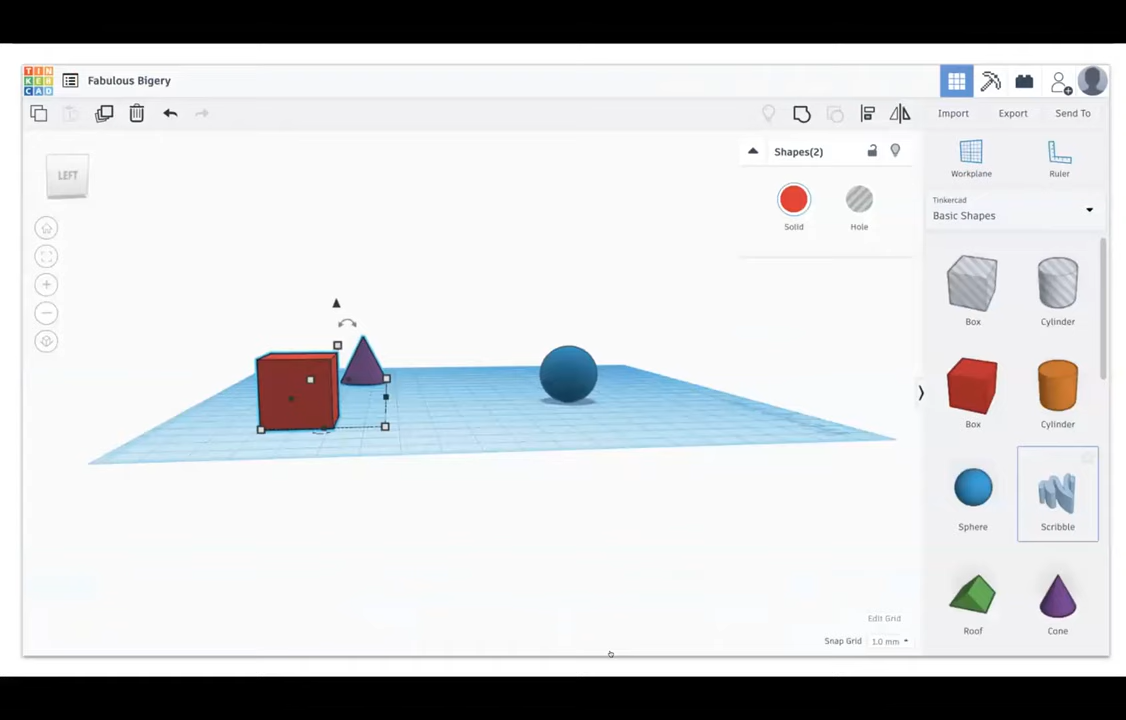 TIN
KER
CAD
Fabulous Bigery
Import
Export
Send To
LEFT
Shapes(2)
Solid
Hole
Workplane
Ruler
Tinkercad
Basic Shapes
Box
Cylinder
Box
Cylinder
Sphere
Scribble
Roof
Cone
Edit Grid
Snap Grid 1.0 mm